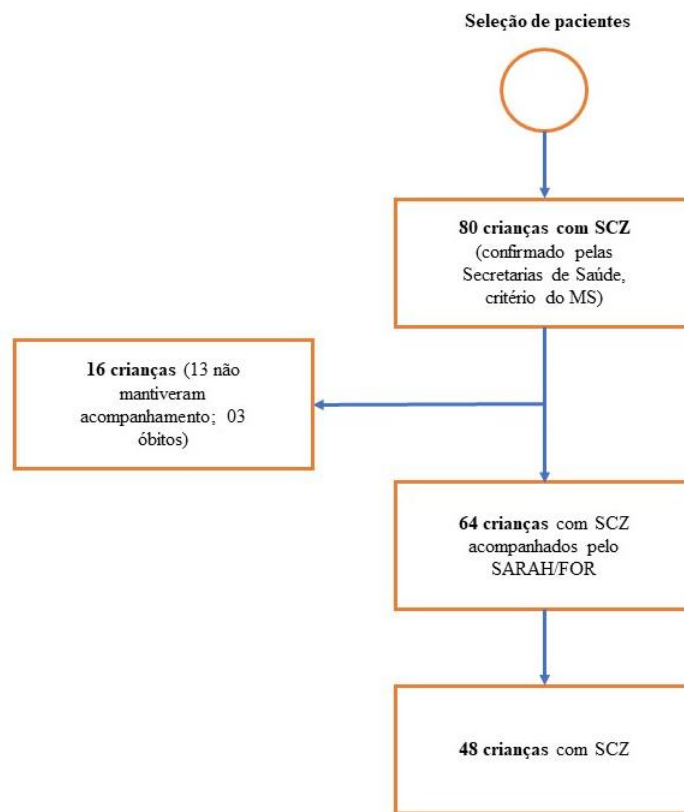 Seleção de pacientes
80 crianças com SCZ
(confirmado pelas
Secretarias de Saúde,
critério do MS)
16 crianças (13 não
mantiveram
acompanhamento; 03
óbitos)
64 crianças com SCZ
acompanhados pelo
SARAH/FOR
48 crianças com SCZ